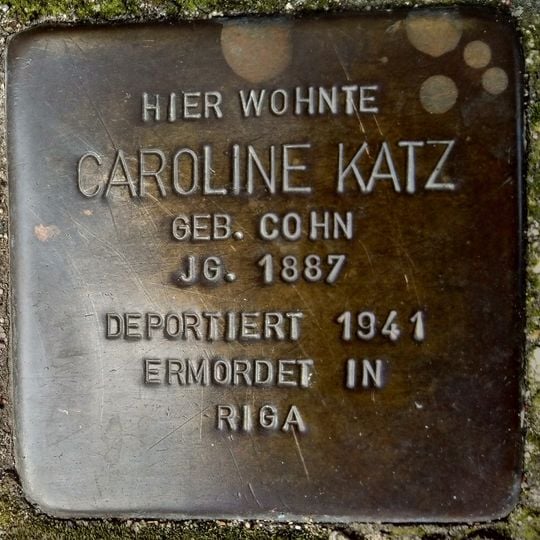 HIER WOHNTE
CAROLINE KATZ
GEB. COHN
JG. 1887
DEPORTIERT 1941
ERMORDET IN
RIGA